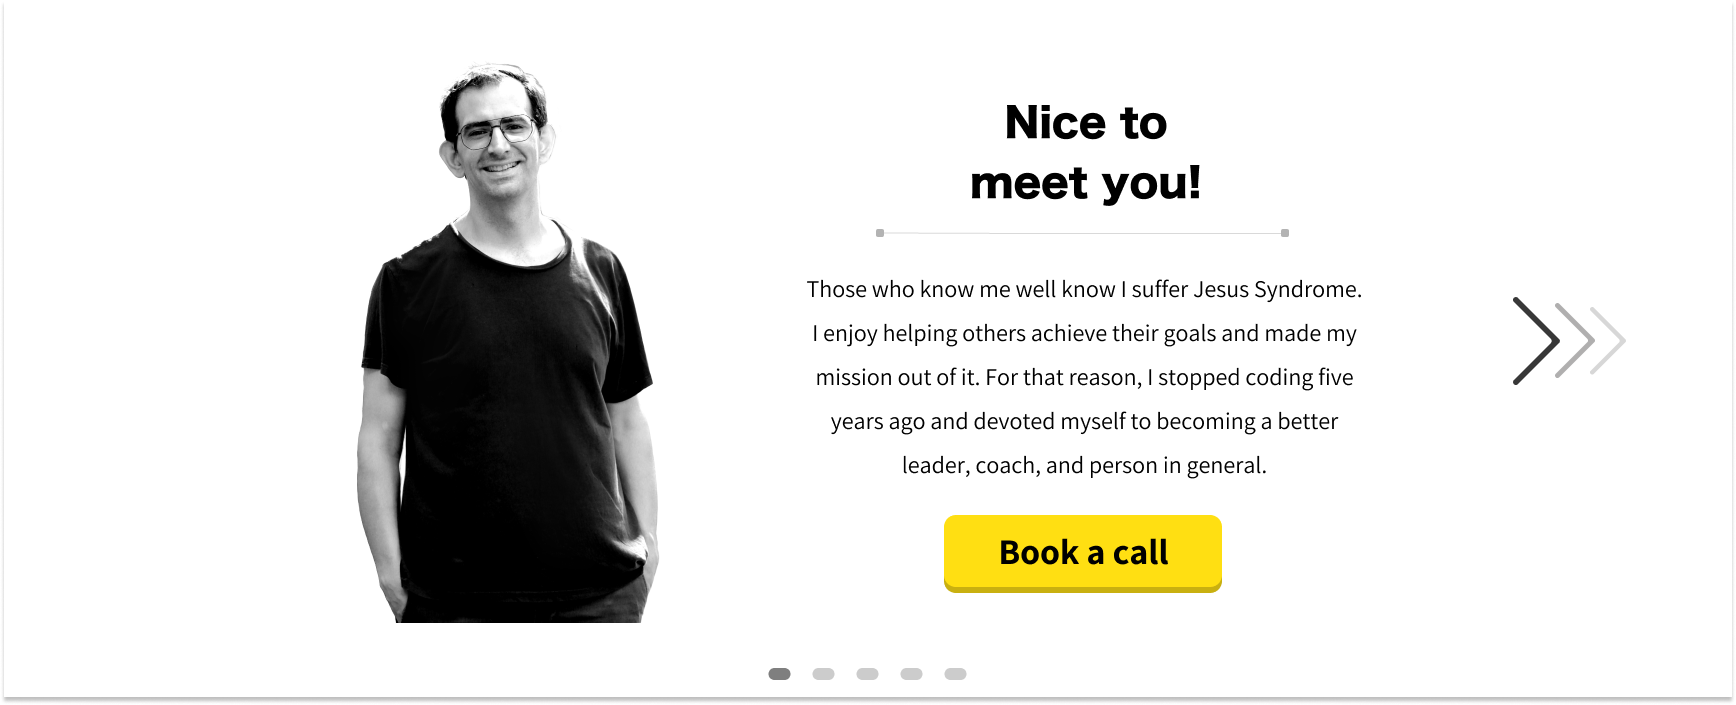 Nice to
meet you!
Those who know me well know I suffer Jesus Syndrome.
I enjoy helping others achieve their goals and made my
mission out of it. For that reason, I stopped coding five
years ago and devoted myself to becoming a better
leader, coach, and person in general.
Book a call